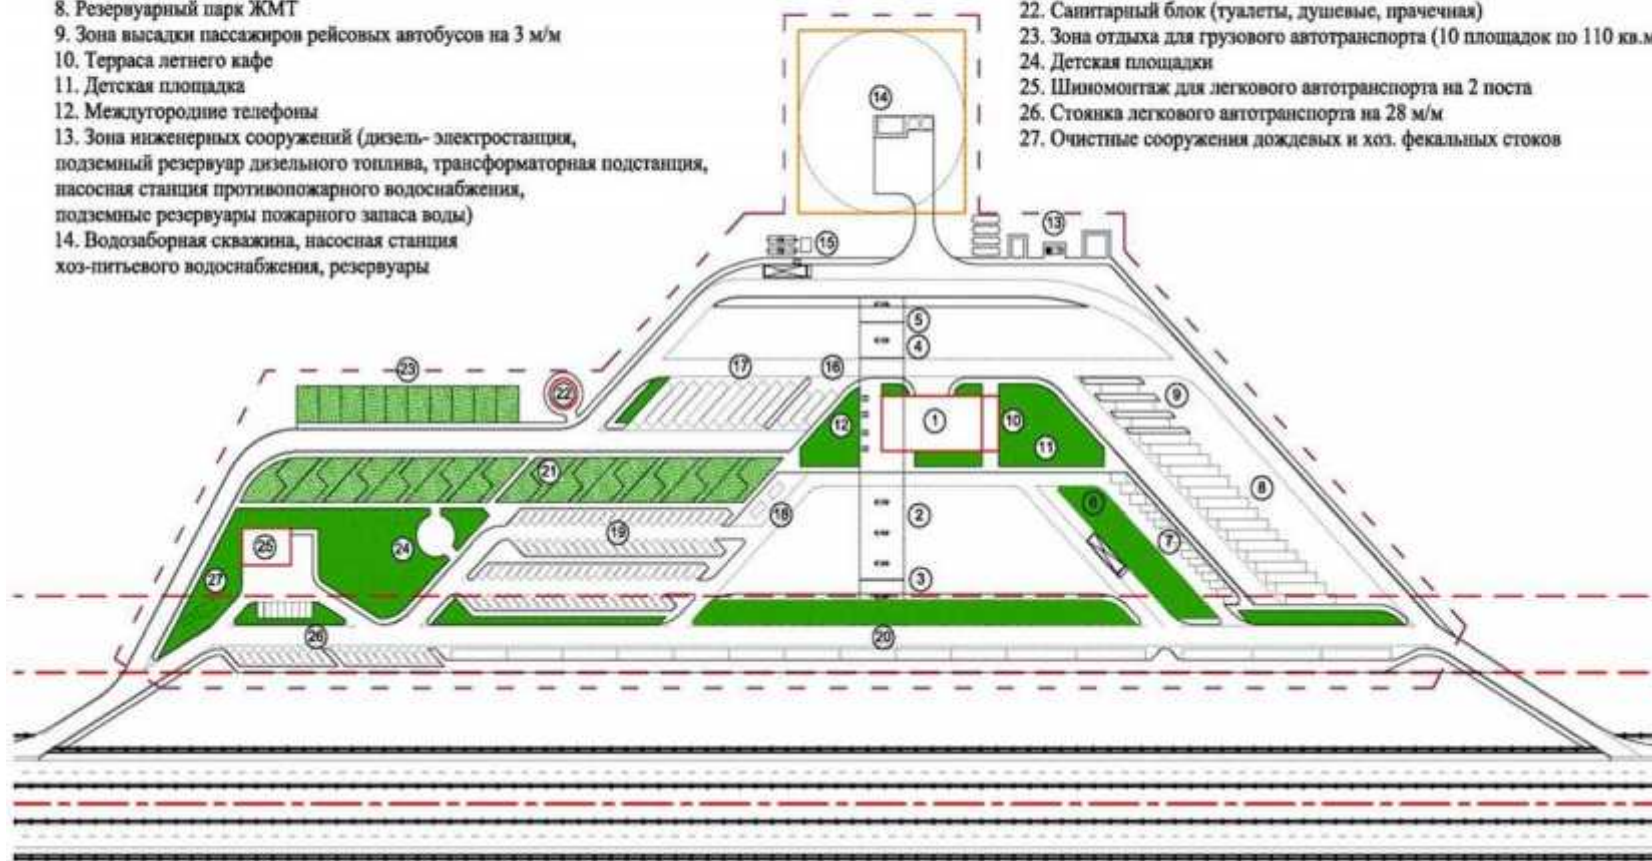 8. Резервуарный парк ЖМТ
9. Зона высадки пассажиров рейсовых автобусов на 3 м/м
10. Терраса летнего кафе
11. Детская площадка
12. Междугородние телефоны
13. Зона инженерных сооружений (дизель- электростанция,
подземный резервуар дизельного топлива, трансформаторная подстанция,
насосная станция противопожарного водоснабжения,
подземные резервуары пожарного запаса воды)
14. Водозаборная скважина, насосная станция
хоз-питьевого водоснабжения, резервуары
22. Санитарный блок (туалеты, душевые, прачечная)
23. Зона отдыха для грузового автотранспорта (10 площадок по 110 кв.м
24. Детская площадки
25. Шиномонтаж для легкового автотранспорта на 2 поста
26. Стоянка легкового автотранспорта на 28 м/м
27. Очистные сооружения дождевых и хоз. фекальных стоков
14
13
15
5
4
23
17
16
22
9
12
1
10
11
21
8
18
2
6
19
7
25
24
27
3
26
20